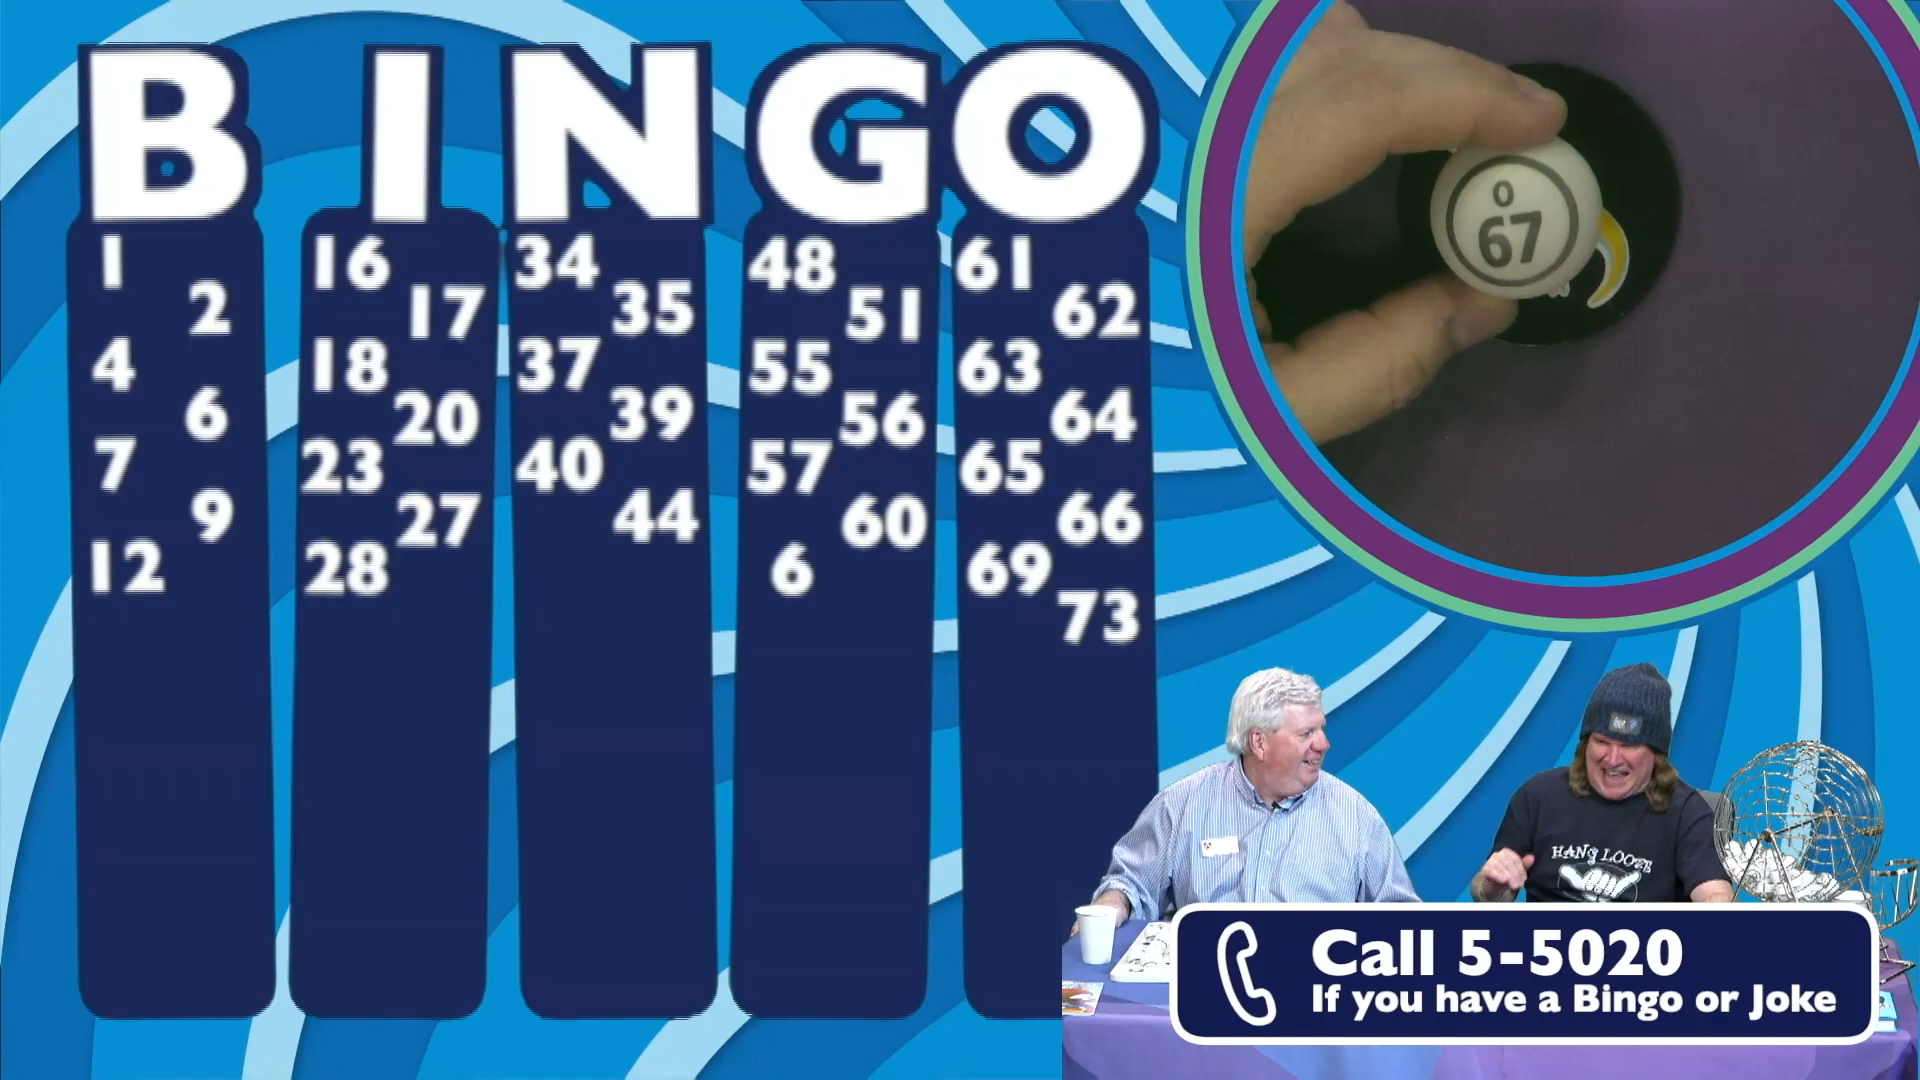 B I N G O
1 16 34 48 61
2 17 35 51 62
4 18 37 55 63
6 20 39 56 64
7 23 40 57 65
9 27 44 60 66
12 28 6 69
73
O
67
HANG LOOSE
Call 5-5020
If you have a Bingo or Joke